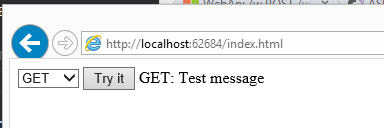 http://localhost:62684/index.html
GET Try it GET: Test message